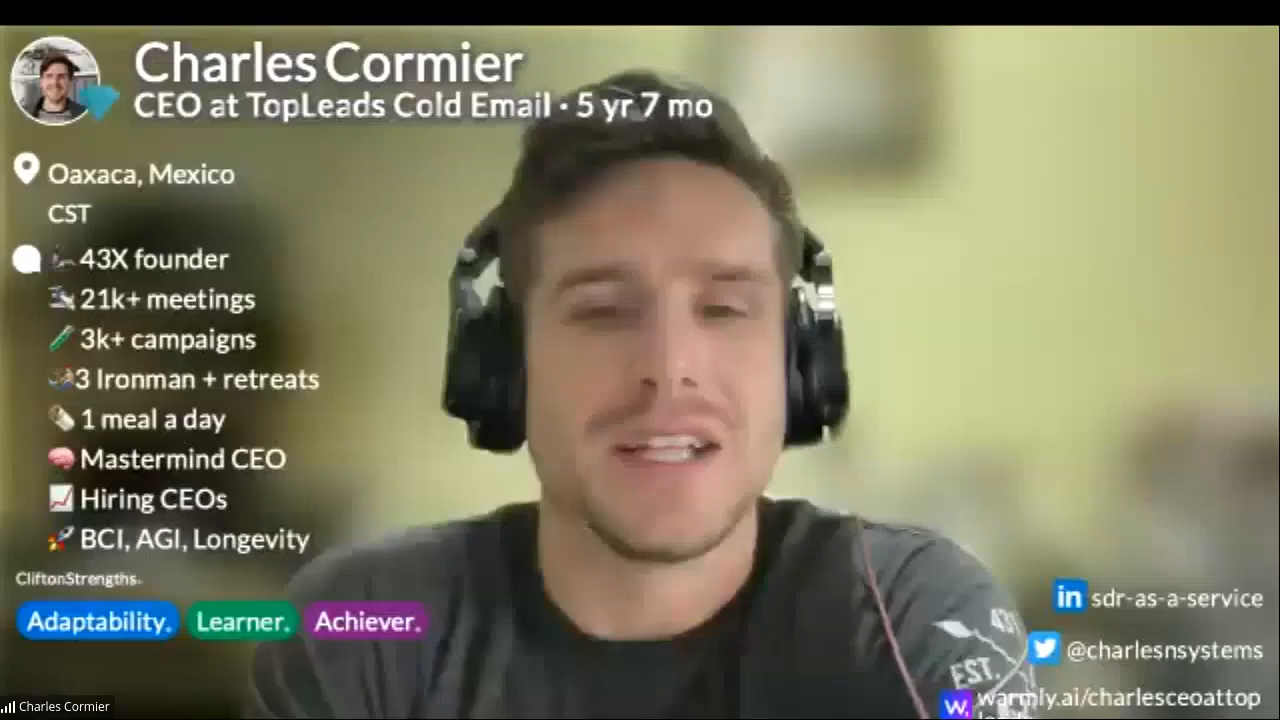 Charles Cormier
CEO at TopLeads Cold Email · 5 yr 7 mo
Oaxaca, Mexico
CST
43X founder
21k+ meetings
3k+ campaigns
3 Ironman + retreats
1 meal a day
Mastermind CEO
Hiring CEOs
BCI, AGI, Longevity
CliftonStrengths
Adaptability.
Learner.
Achiever.
in sdr-as-a-service
@charlesnsystems
W. warmly.ai/charlesceoattop
EST.
Charles Cormier